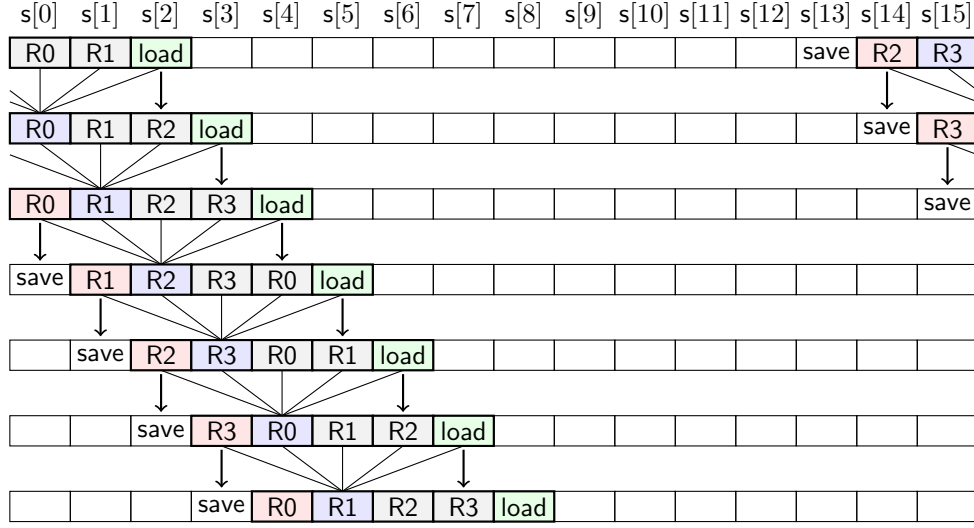 s[0] s[1] s[2] s[3] s[4] s[5] s[6] s[7] s[8] s[9] s[10] s[11] s[12] s[13] s[14] s[15]
R0 R1 load save R2 R3
R0 R1 R2 load save R3
R0 R1 R2 R3 load save
save R1 R2 R3 R0 load
save R2 R3 R0 R1 load
save R3 R0 R1 R2 load
save R0 R1 R2 R3 load